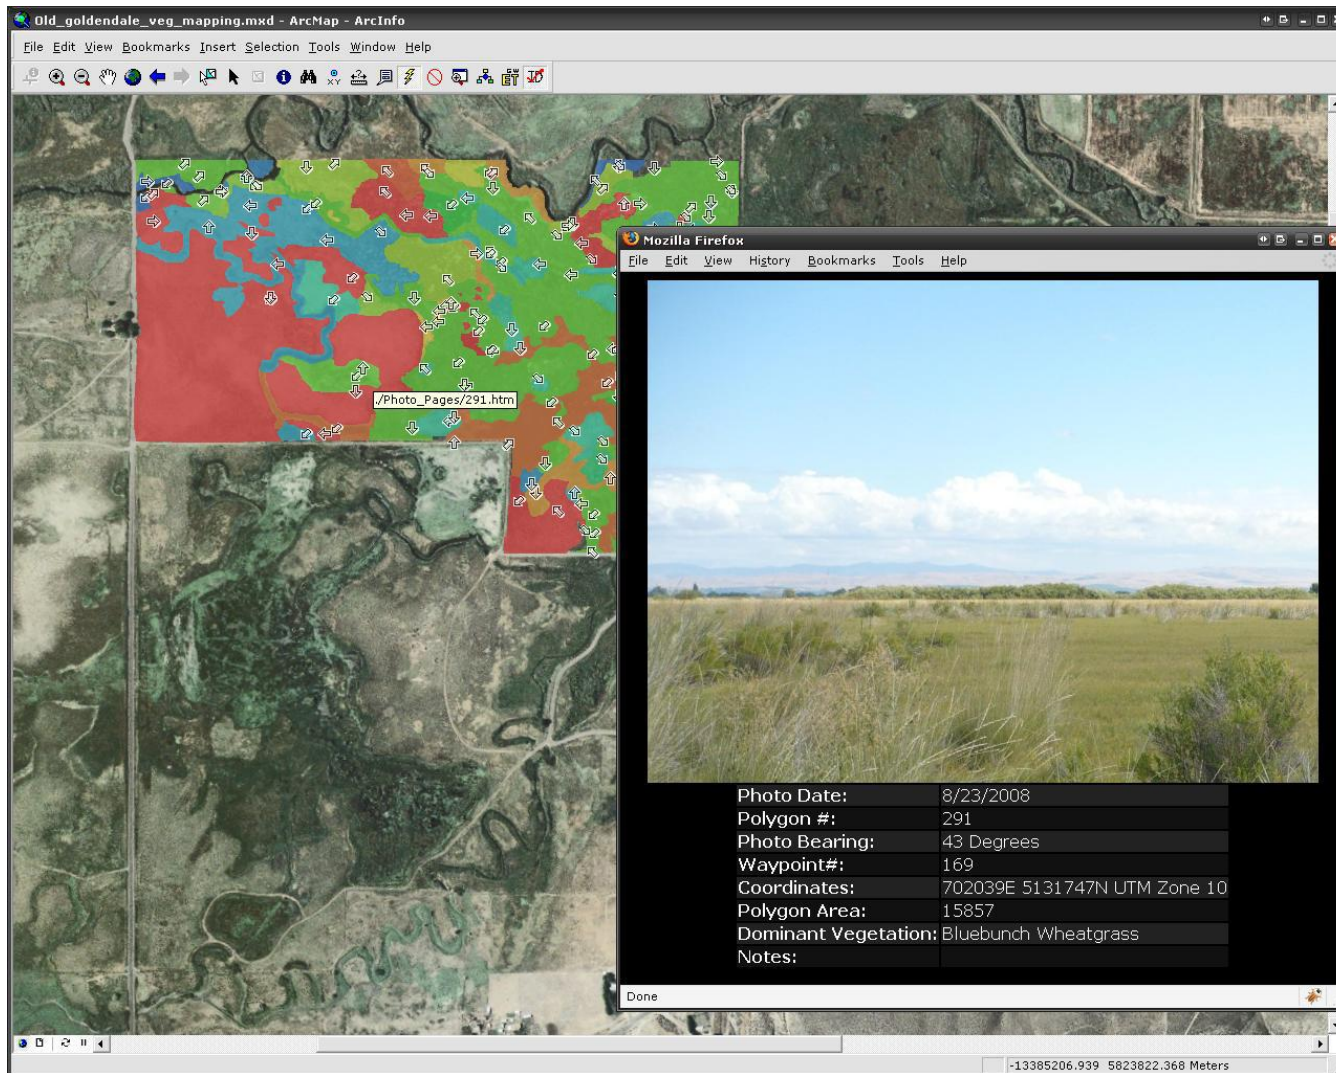 Old_goldendale_veg_mapping.mxd - ArcMap - ArcInfo
File Edit View Bookmarks Insert Selection Tools Window Help
XY ET
./Photo_Pages/291.htm
Mozilla Firefox
File Edit View History Bookmarks Tools Help
Photo Date: 8/23/2008
Polygon #: 291
Photo Bearing: 43 Degrees
Waypoint#: 169
Coordinates: 702039E 5131747N UTM Zone 10
Polygon Area: 15857
Dominant Vegetation: Bluebunch Wheatgrass
Notes:
Done
-13385206.939 5823822.368 Meters